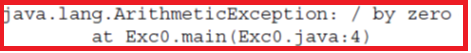 java.lang.ArithmeticException: / by zero
at Exc0.main(Exc0.java:4)